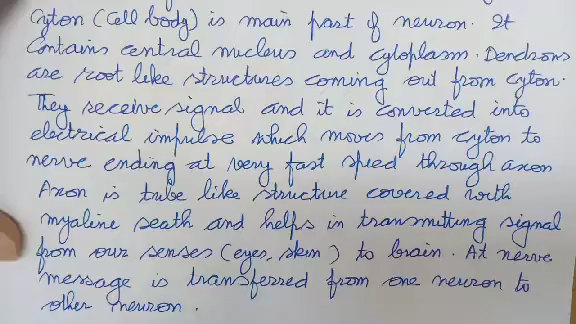 Cyton (Cell body) is main part of neuron. It
Contains central nucleus and cytoplasm. Dendrons
are root like structures coming out from Cyton.
They receive signal and it is converted into
electrical impulse which moves from cyton to
nerve ending at very fast speed through axon
Axon is tube like structure covered with
myaline seath and helps in transmitting signal
from our senses (eyes, skin) to brain. At nerve
message is transferred from one neuron to
other neuron.